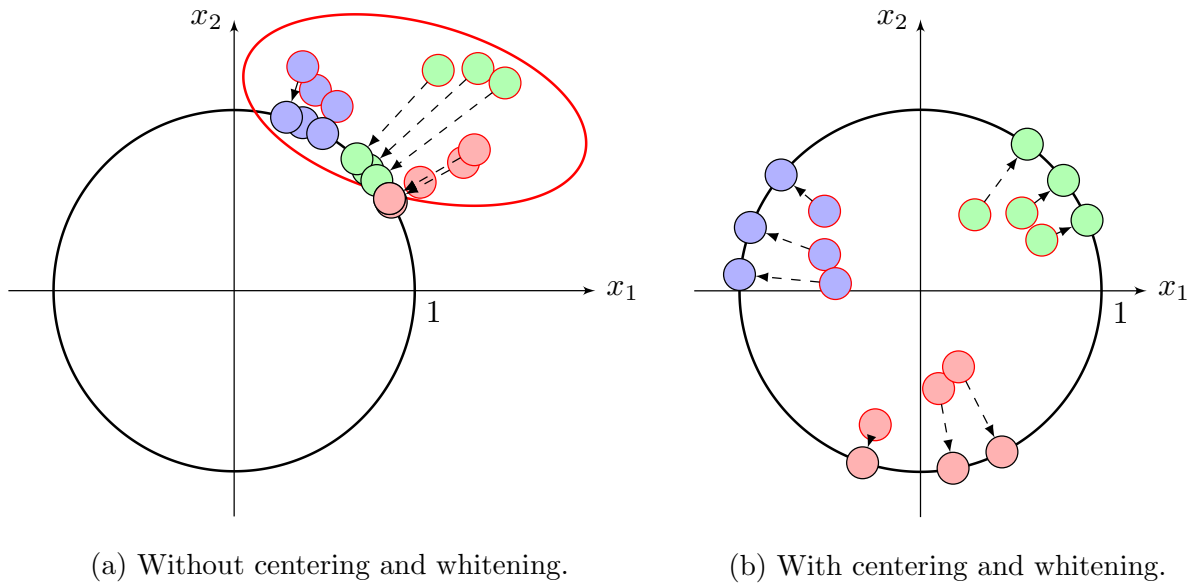 x₂
x₁
1
(a) Without centering and whitening.
x₂
x₁
1
(b) With centering and whitening.